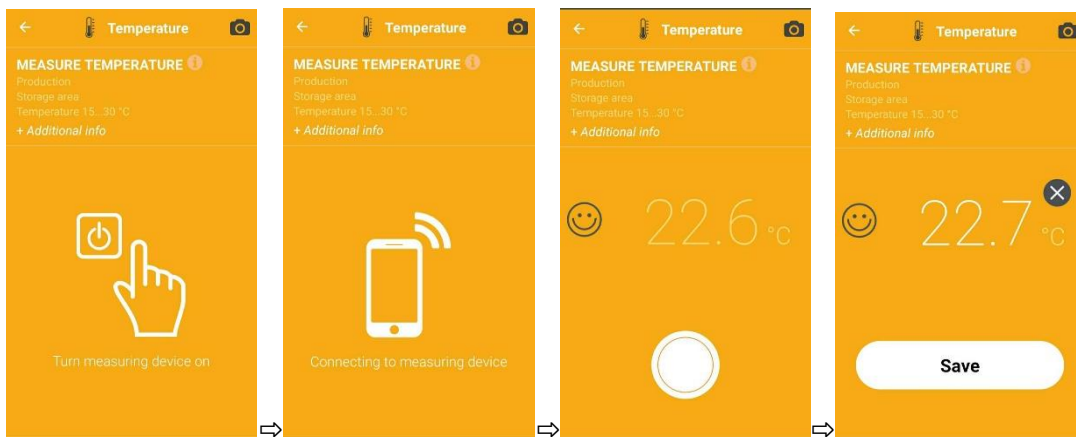 Temperature
MEASURE TEMPERATURE i
Production
Storage area
Temperature 15...30 °C
+ Additional info
Turn measuring device on
⇨
Temperature
MEASURE TEMPERATURE i
Production
Storage area
Temperature 15...30 °C
+ Additional info
Connecting to measuring device
⇨
Temperature
MEASURE TEMPERATURE i
Production
Storage area
Temperature 15...30 °C
+ Additional info
22.6 °C
⇨
Temperature
MEASURE TEMPERATURE i
Production
Storage area
Temperature 15...30 °C
+ Additional info
22.7 °C
Save